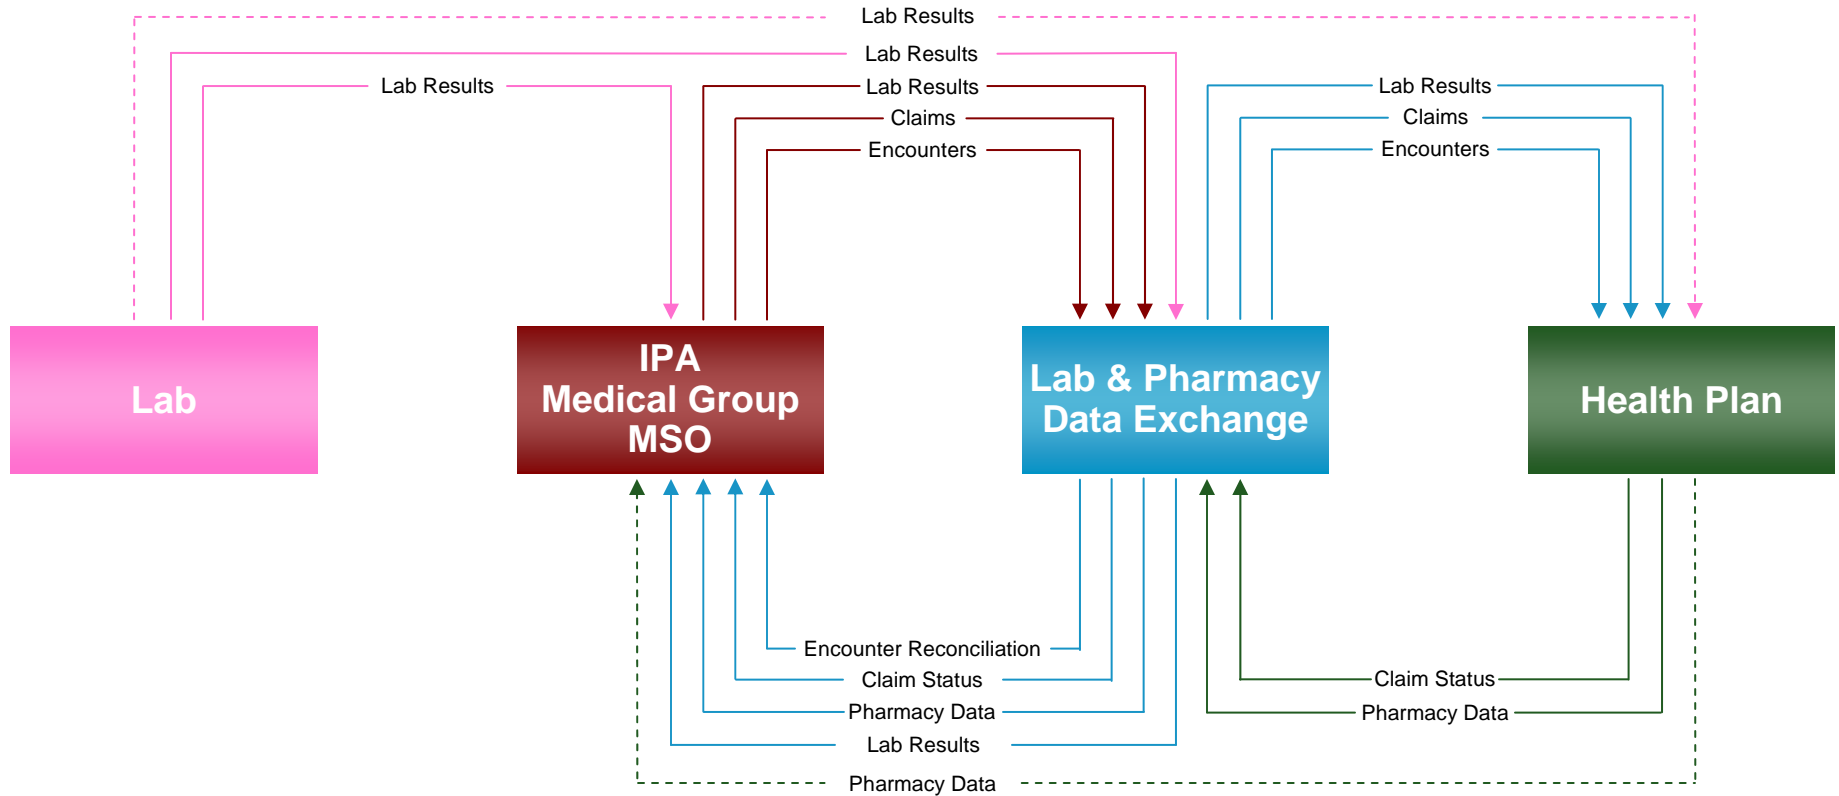 Lab Results
Lab Results
Lab Results
Lab Results
Lab Results
Claims
Claims
Encounters
Encounters
Lab
IPA
Medical Group
MSO
Lab & Pharmacy
Data Exchange
Health Plan
Encounter Reconciliation
Claim Status
Claim Status
Pharmacy Data
Pharmacy Data
Lab Results
Pharmacy Data